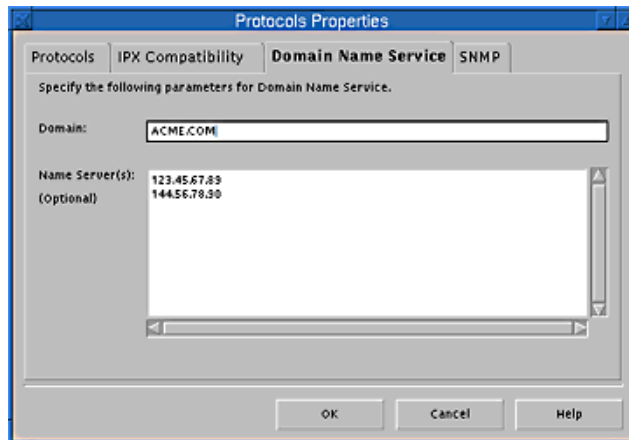 Protocols Properties
Protocols IPX Compatibility Domain Name Service SNMP
Specify the following parameters for Domain Name Service.
Domain: ACME.COM
Name Server(s): 123.45.67.89
(Optional) 144.56.78.90
OK Cancel Help